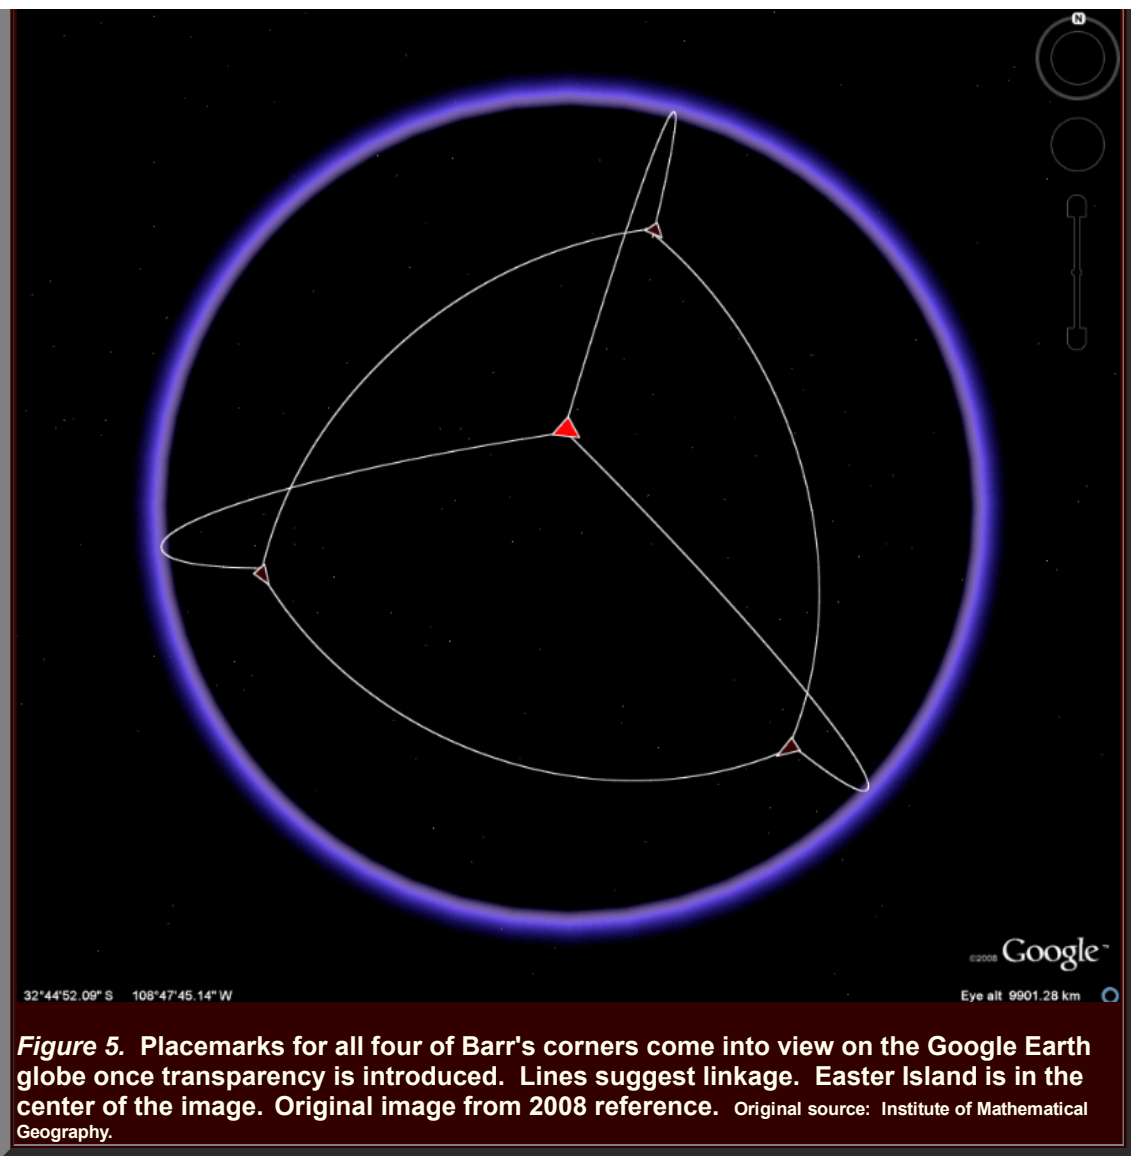 N
©2008 Google™
32°44'52.09" S 108°47'45.14" W Eye alt 9901.28 km
Figure 5. Placemarks for all four of Barr's corners come into view on the Google Earth
globe once transparency is introduced. Lines suggest linkage. Easter Island is in the
center of the image. Original image from 2008 reference. Original source: Institute of Mathematical
Geography.